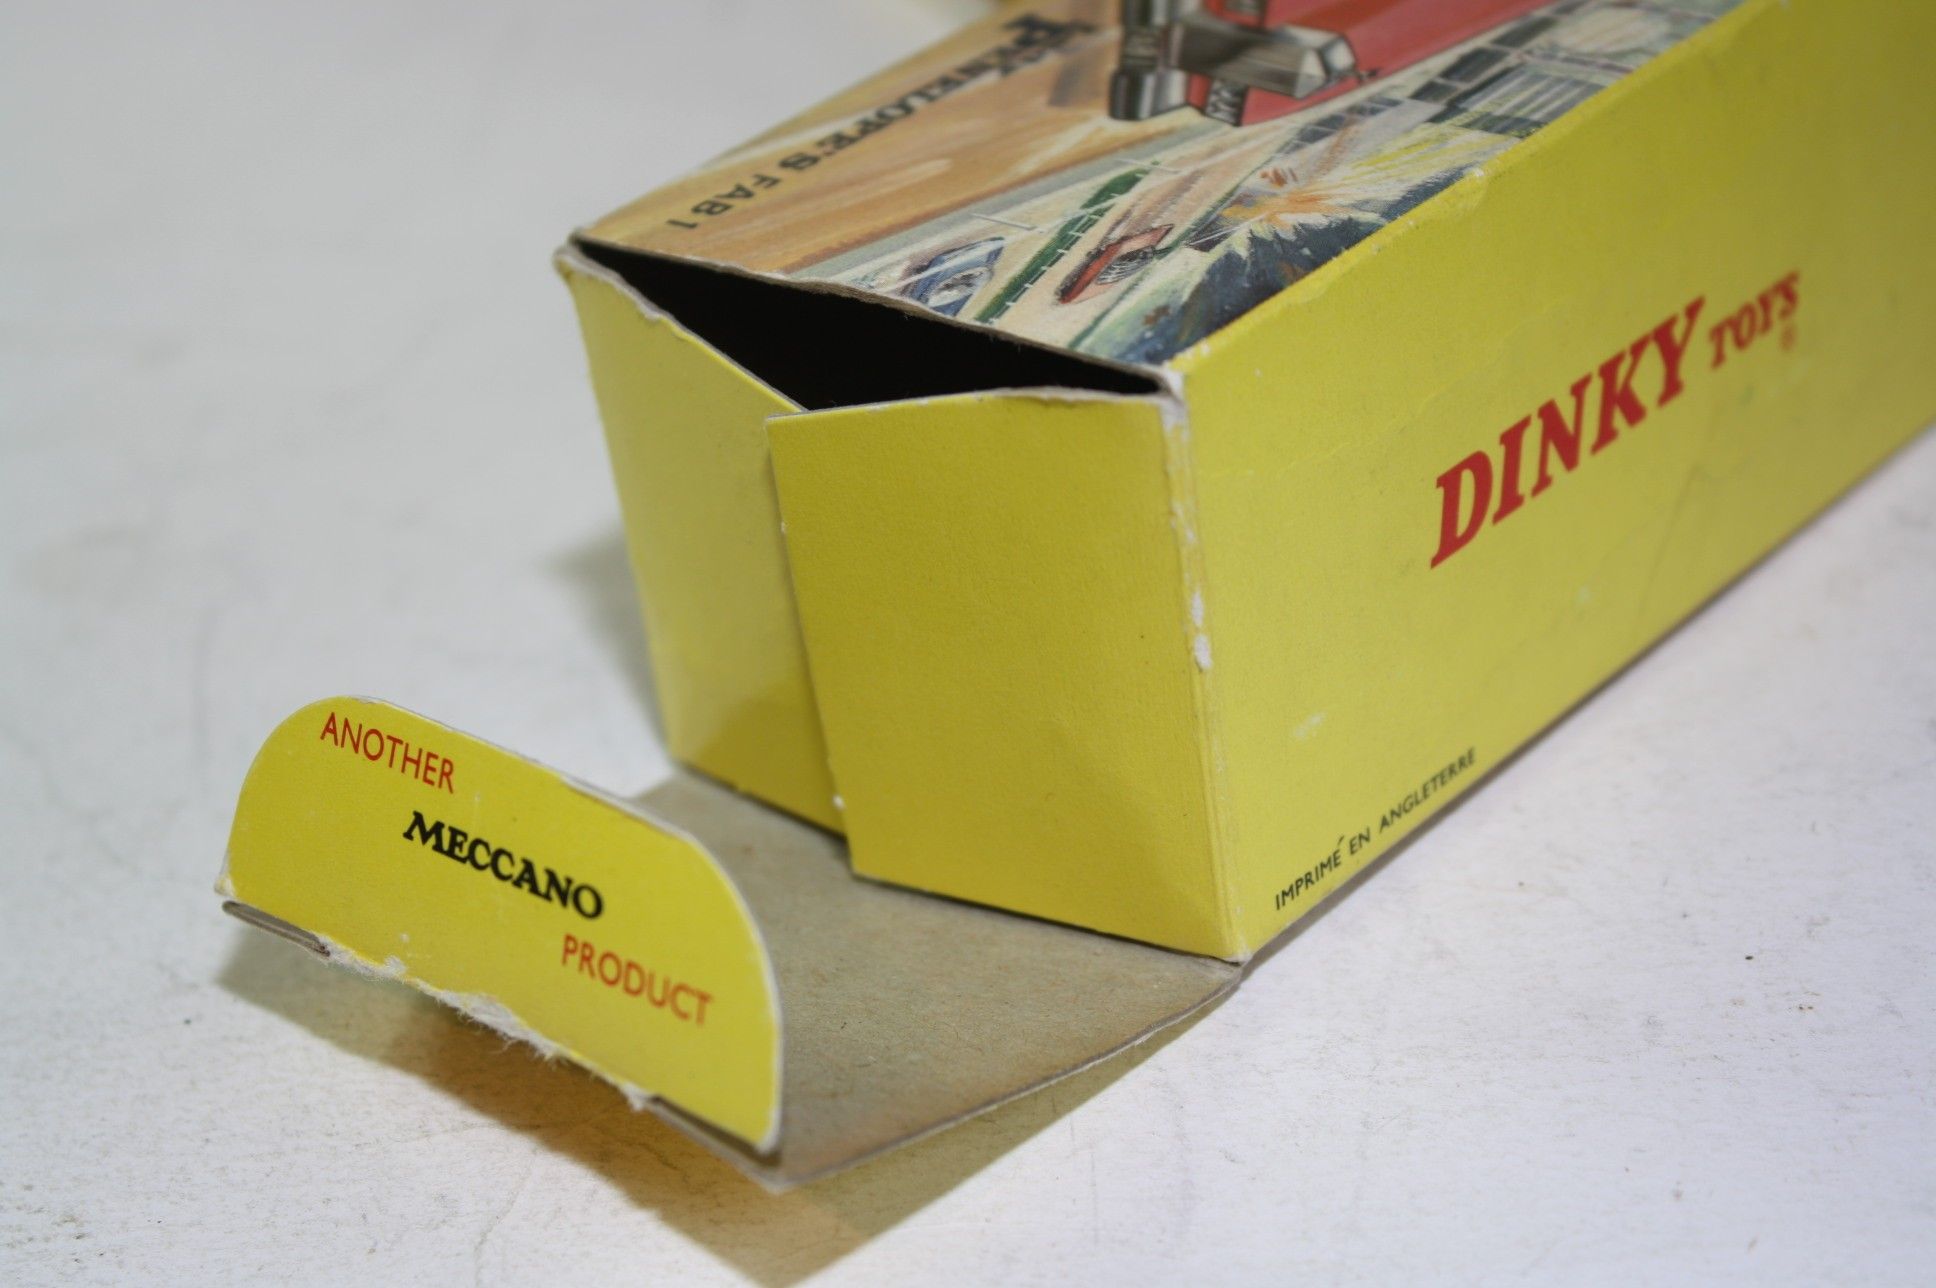 PENELOPE'S FAB 1
DINKY TOYS
®
IMPRIMÉ EN ANGLETERRE
ANOTHER
MECCANO
PRODUCT